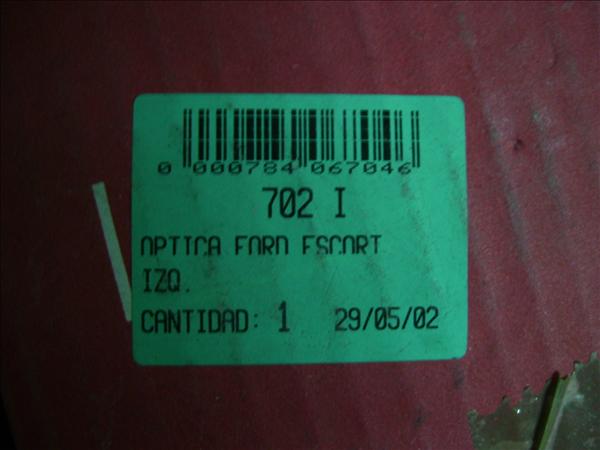 0 000784 067046
702 I
OPTICA FORD ESCORT
IZQ.
CANTIDAD: 1 29/05/02